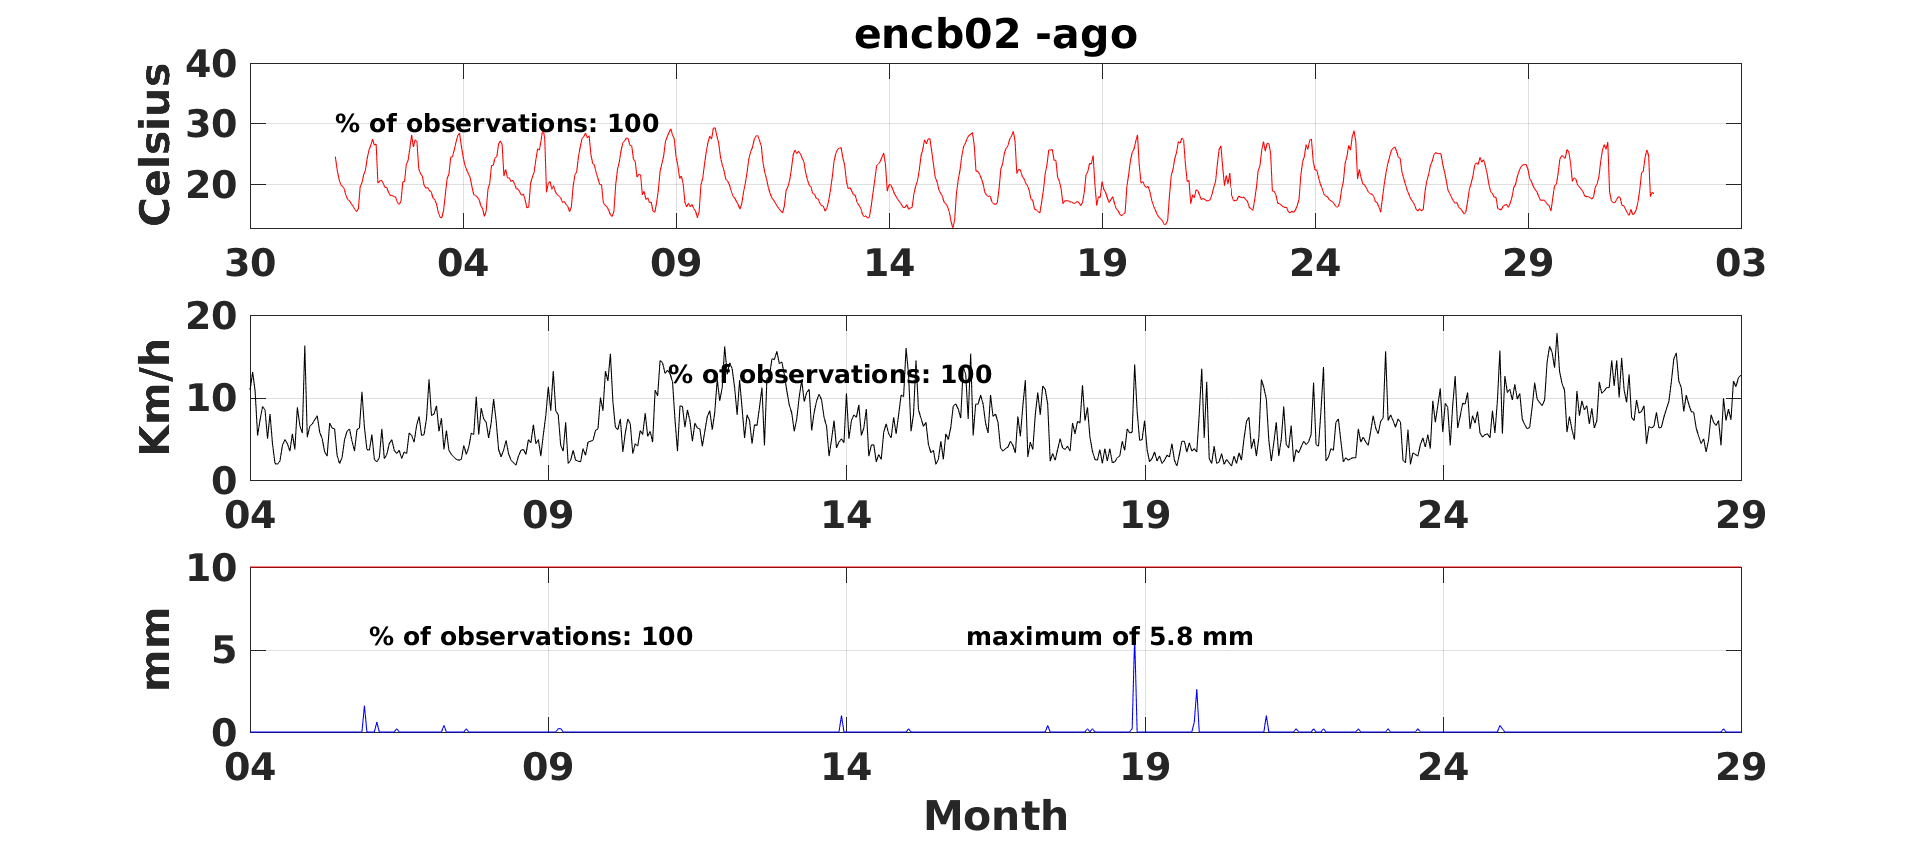 encb02 -ago
Celsius
40
30
20
% of observations: 100
30 04 09 14 19 24 29 03
Km/h
20
10
0
% of observations: 100
04 09 14 19 24 29
mm
10
5
0
% of observations: 100 maximum of 5.8 mm
04 09 14 19 24 29
Month